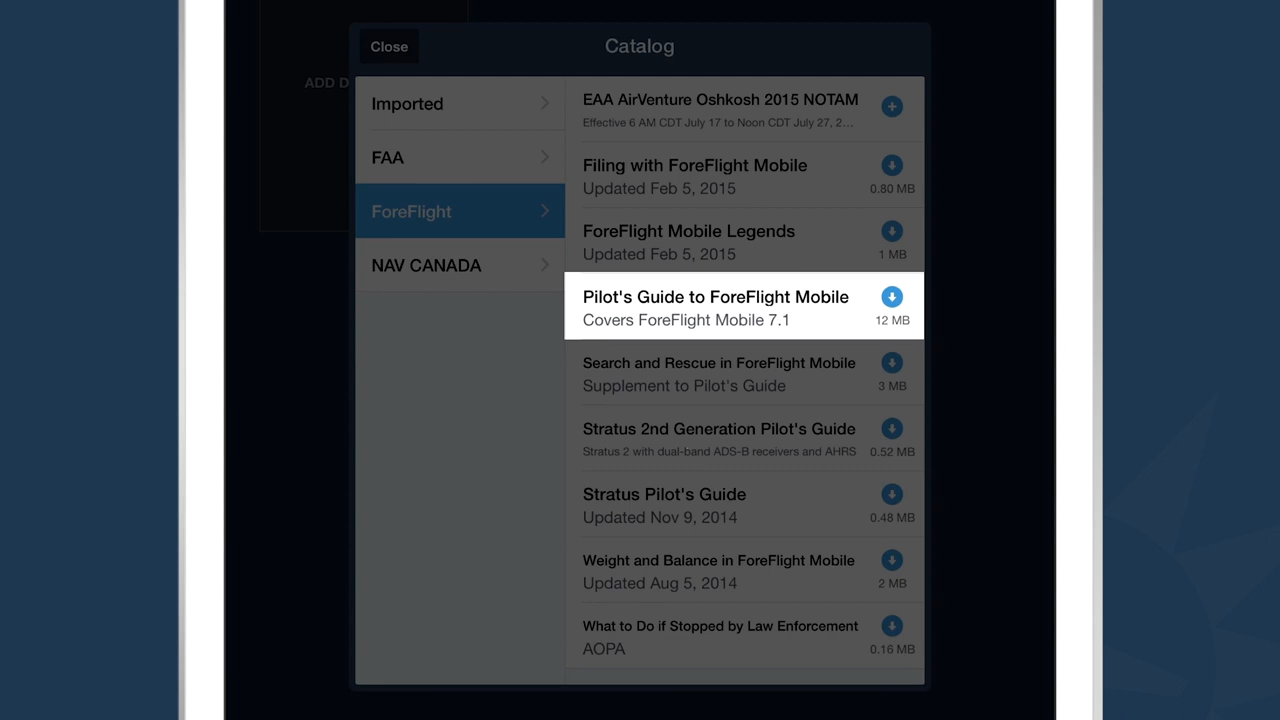 Close
Catalog
ADD D
Imported
FAA
ForeFlight
NAV CANADA
EAA AirVenture Oshkosh 2015 NOTAM
Effective 6 AM CDT July 17 to Noon CDT July 27, 2...
Filing with ForeFlight Mobile
Updated Feb 5, 2015
0.80 MB
ForeFlight Mobile Legends
Updated Feb 5, 2015
1 MB
Pilot's Guide to ForeFlight Mobile
Covers ForeFlight Mobile 7.1
12 MB
Search and Rescue in ForeFlight Mobile
Supplement to Pilot's Guide
3 MB
Stratus 2nd Generation Pilot's Guide
Stratus 2 with dual-band ADS-B receivers and AHRS
0.52 MB
Stratus Pilot's Guide
Updated Nov 9, 2014
0.48 MB
Weight and Balance in ForeFlight Mobile
Updated Aug 5, 2014
2 MB
What to Do if Stopped by Law Enforcement
AOPA
0.16 MB